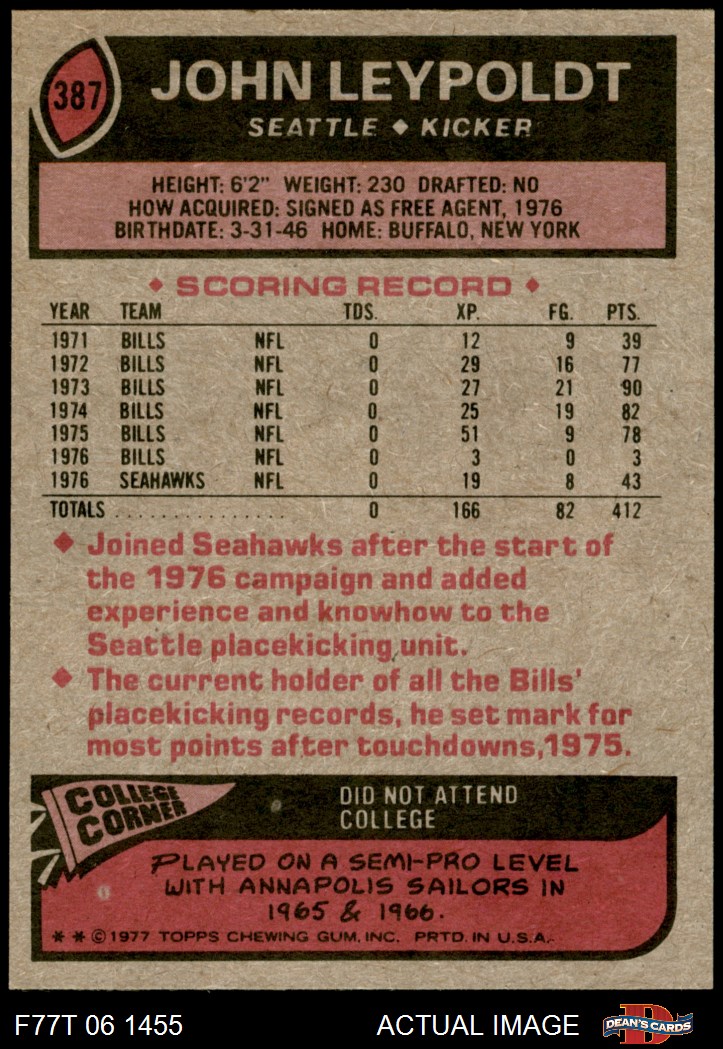 387
JOHN LEYPOLDT
SEATTLE ◆ KICKER
HEIGHT: 6'2" WEIGHT: 230 DRAFTED: NO
HOW ACQUIRED: SIGNED AS FREE AGENT, 1976
BIRTHDATE: 3-31-46 HOME: BUFFALO, NEW YORK
◆ SCORING RECORD ◆
YEAR TEAM TDS. XP. FG. PTS.
1971 BILLS NFL 0 12 9 39
1972 BILLS NFL 0 29 16 77
1973 BILLS NFL 0 27 21 90
1974 BILLS NFL 0 25 19 82
1975 BILLS NFL 0 51 9 78
1976 BILLS NFL 0 3 0 3
1976 SEAHAWKS NFL 0 19 8 43
TOTALS . . . . . . . . . . . . . . . 0 166 82 412
◆ Joined Seahawks after the start of
the 1976 campaign and added
experience and knowhow to the
Seattle placekicking unit.
◆ The current holder of all the Bills'
placekicking records, he set mark for
most points after touchdowns, 1975.
COLLEGE
CORNER
DID NOT ATTEND
COLLEGE
PLAYED ON A SEMI-PRO LEVEL
WITH ANNAPOLIS SAILORS IN
1965 & 1966.
* * © 1977 TOPPS CHEWING GUM, INC. PRTD. IN U.S.A.
F77T 06 1455 ACTUAL IMAGE
D
DEAN'S CARDS